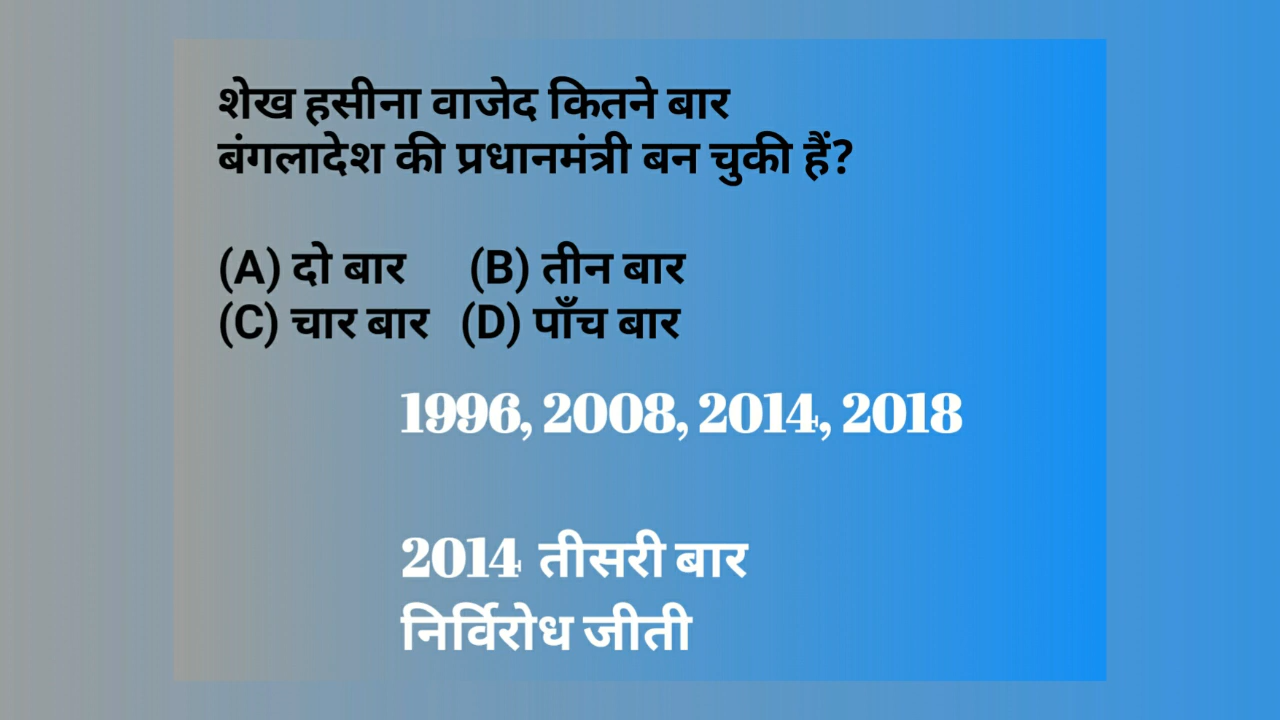 शेख हसीना वाजेद कितने बार
बंगलादेश की प्रधानमंत्री बन चुकी हैं?
(A) दो बार (B) तीन बार
(C) चार बार (D) पाँच बार
1996, 2008, 2014, 2018
2014 तीसरी बार
निर्विरोध जीती